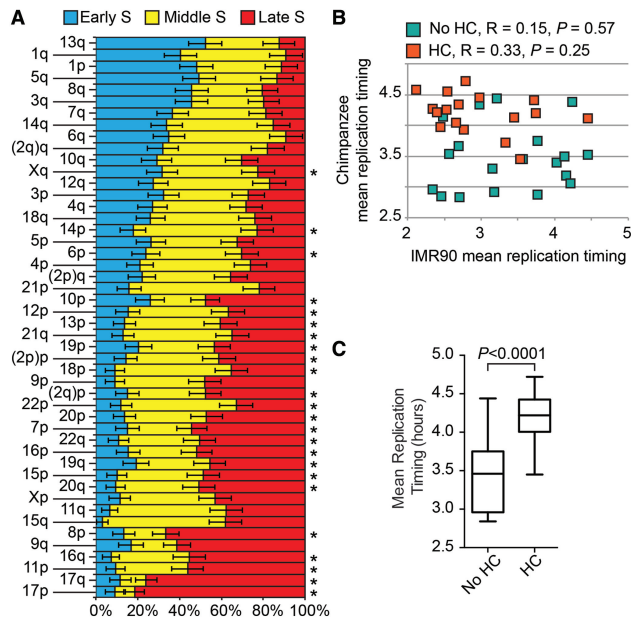 A
Early S Middle S Late S
13q
1q
1p
5q
8q
3q
7q
14q
6q
(2q)q
10q
Xq *
12q
3p
4q
18q
14p *
5p
6p *
4p
(2p)q
21p
10p *
12p *
13p *
21q *
19p *
(2p)p *
18p *
9p
(2q)p *
22p *
20p *
7p *
22q *
16p *
19q *
15p *
20q *
Xp
11q
15q
8p *
9q
16q *
11p *
17q *
17p *
0% 20% 40% 60% 80% 100%
B
No HC, R = 0.15, P = 0.57
HC, R = 0.33, P = 0.25
Chimpanzee
mean replication timing
4.5
3.5
2.5
2 3 4 5
IMR90 mean replication timing
C
P<0.0001
Mean Replication
Timing (hours)
5.0
4.5
4.0
3.5
3.0
2.5
No HC
HC